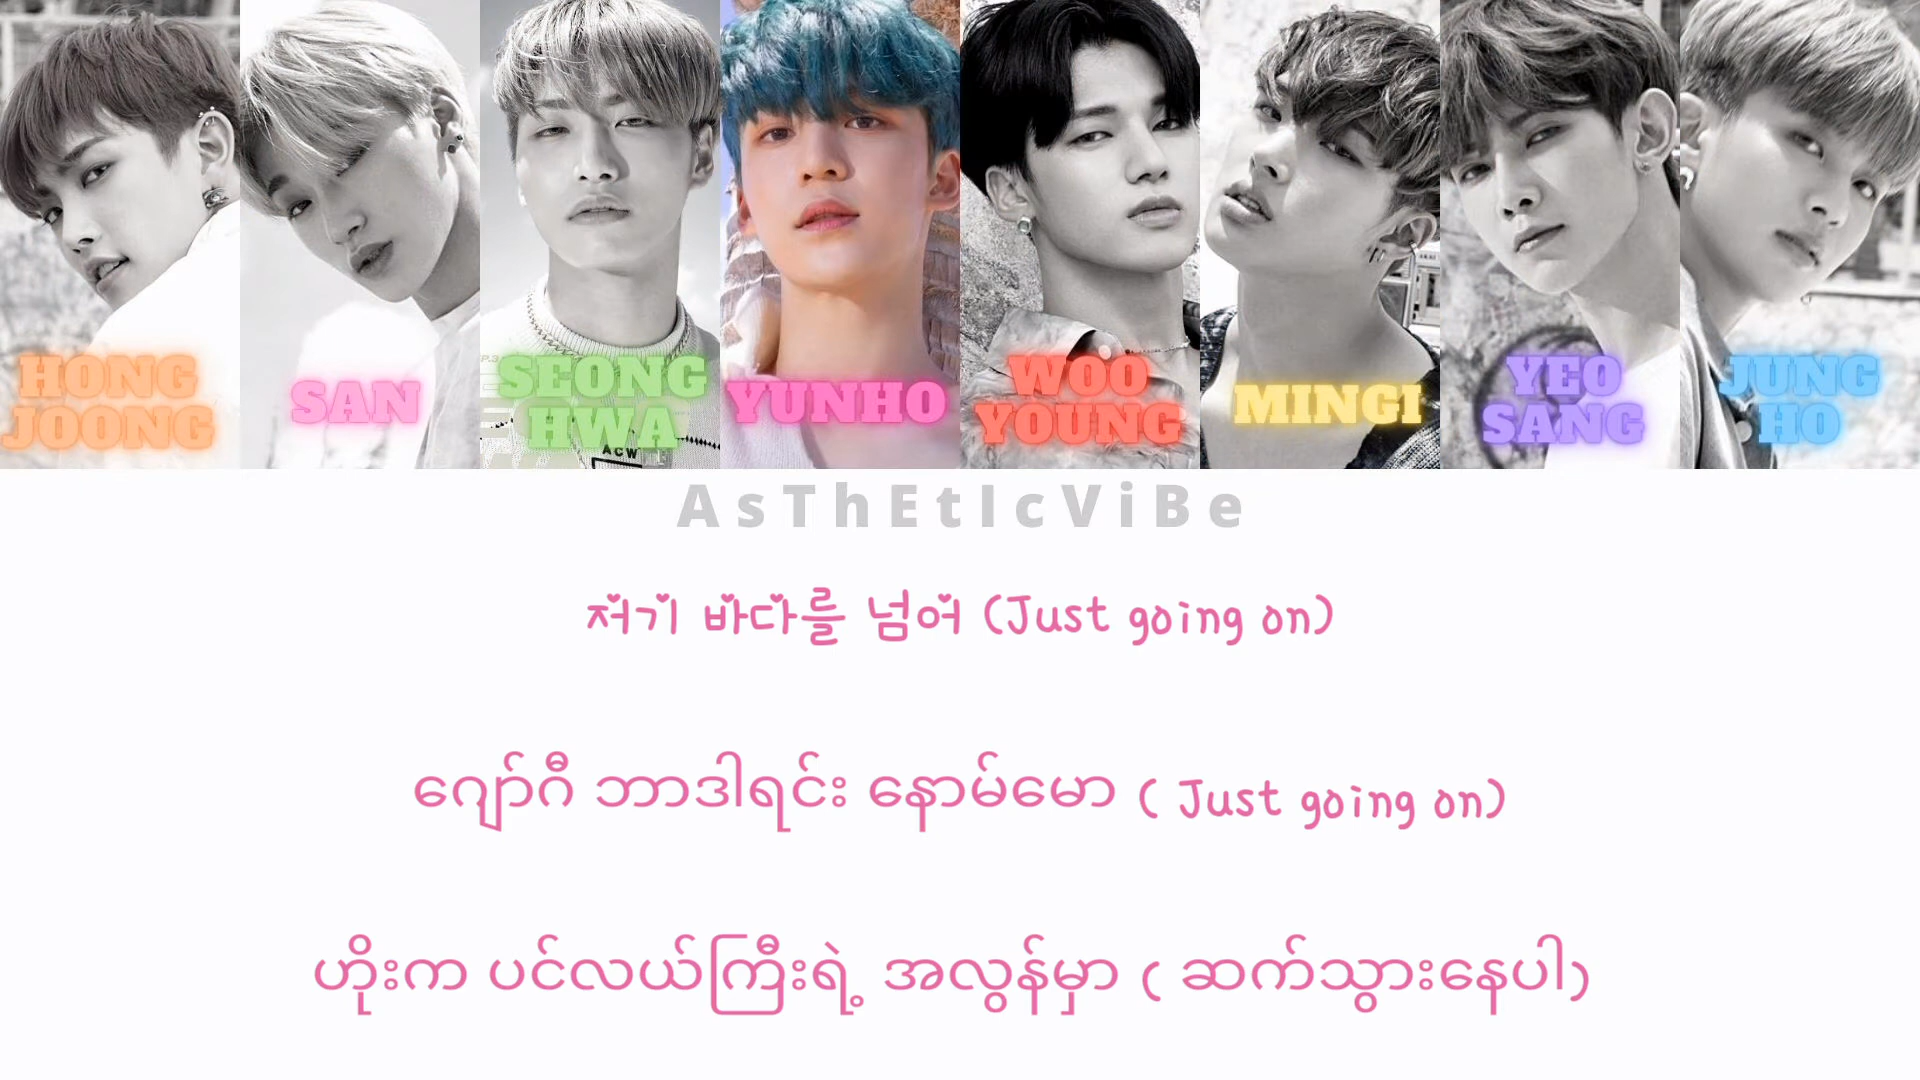 HONG
JOONG
SAN
SEONG
HWA
YUNHO
WOO
YOUNG
MINGI
YEO
SANG
JUNG
HO
ACW
AsThEtIcViBe
저기 바다를 넘어 (Just going on)
ဂျော်ဂီ ဘာဒါရင်း နောမ်မော ( Just going on)
ဟိုးက ပင်လယ်ကြီးရဲ့ အလွန်မှာ ( ဆက်သွားနေပါ)